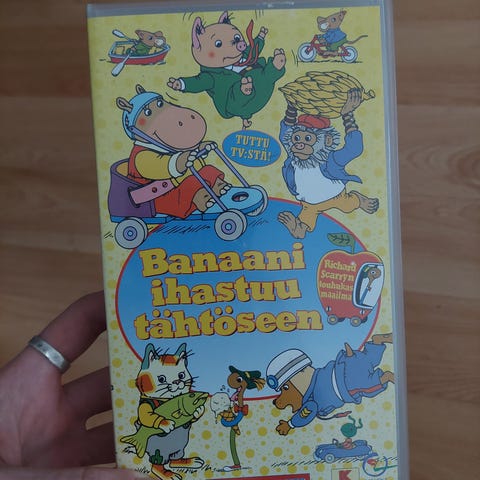 TUTTU
TV:STÄ!
Banaani
ihastuu
tähtöseen
Richard
Scarryn
touhukas
maailma
K